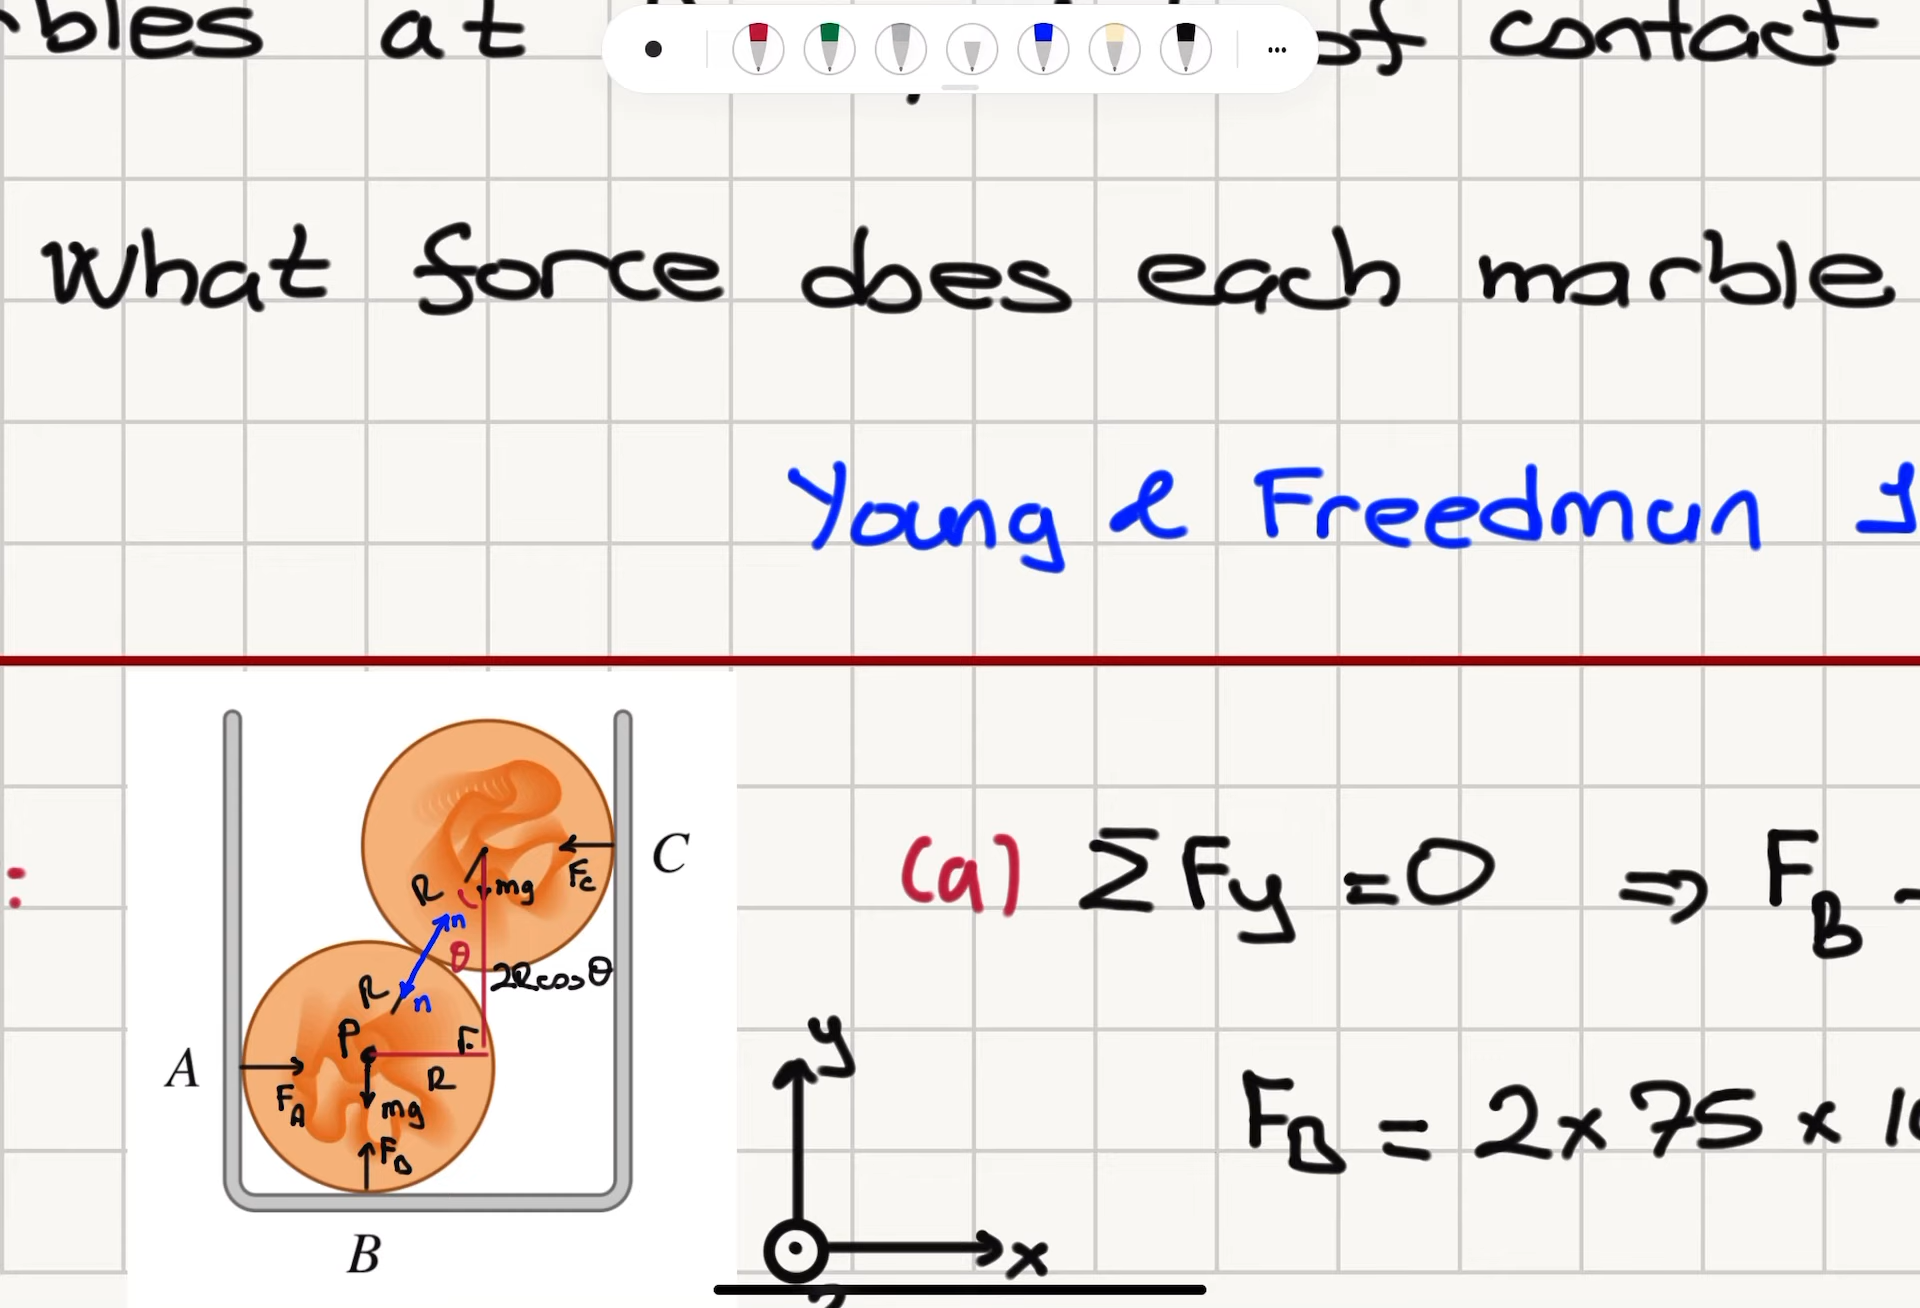 bles at of contact
What force does each marble
Young & Freedman
C
R mg Fc
n
θ
2Rcosθ
R n
P
A
FA R
mg
FB
B
(a) ΣFy = 0 ⇒ FB -
y
FB = 2 x 75 x 10
x